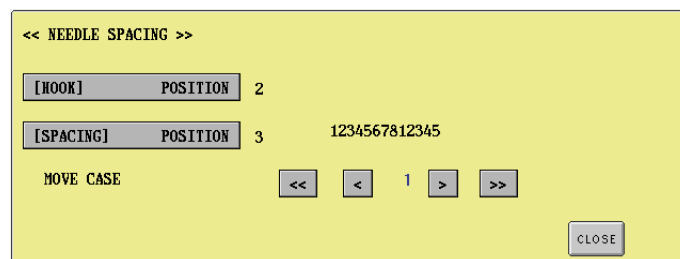 << NEEDLE SPACING >>
[HOOK] POSITION 2
[SPACING] POSITION 3 1234567812345
MOVE CASE << < 1 > >>
CLOSE